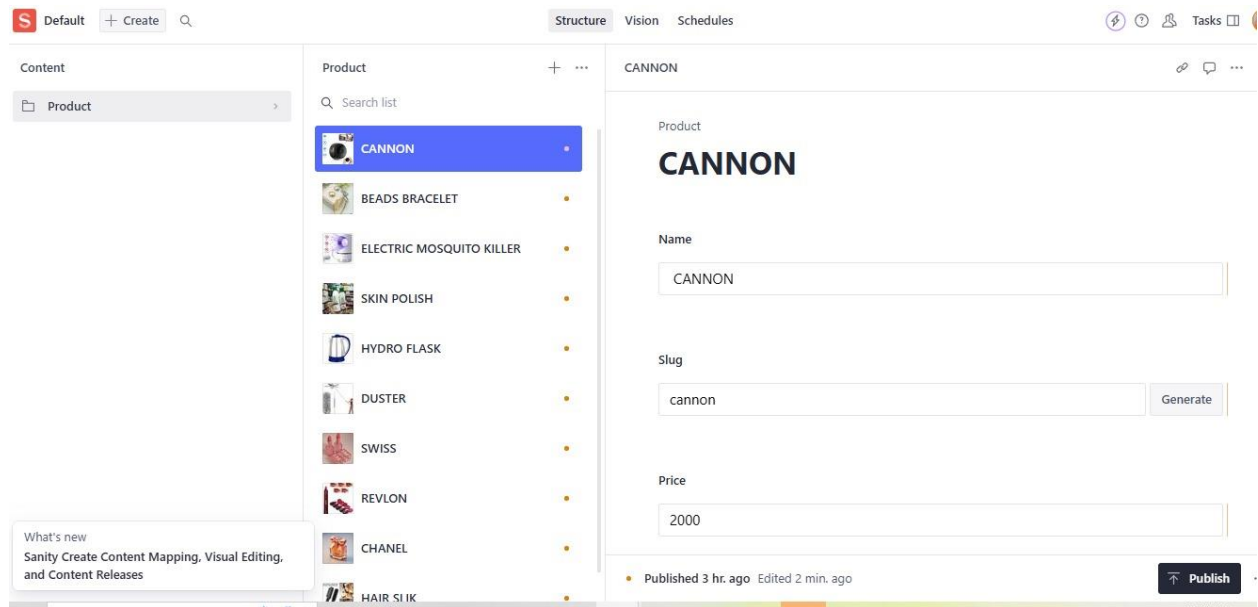 S Default + Create
Structure Vision Schedules
Tasks
Content
Product
Product
Search list
CANNON
BEADS BRACELET
ELECTRIC MOSQUITO KILLER
SKIN POLISH
HYDRO FLASK
DUSTER
SWISS
REVLON
CHANEL
HAIR SLIK
What's new
Sanity Create Content Mapping, Visual Editing,
and Content Releases
CANNON
Product
CANNON
Name
CANNON
Slug
cannon
Generate
Price
2000
Published 3 hr. ago Edited 2 min. ago
Publish